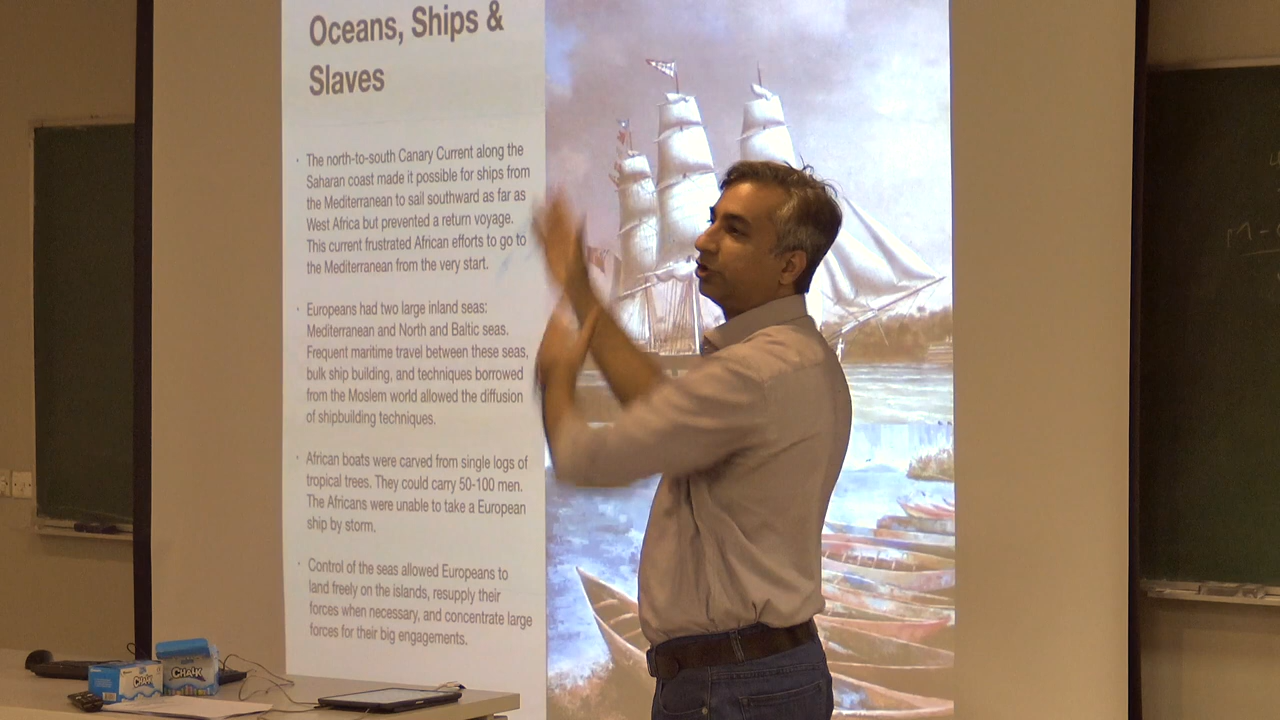 Oceans, Ships &
Slaves
The north-to-south Canary Current along the
Saharan coast made it possible for ships from
the Mediterranean to sail southward as far as
West Africa but prevented a return voyage.
This current frustrated African efforts to go to
the Mediterranean from the very start.
Europeans had two large inland seas:
Mediterranean and North and Baltic seas.
Frequent maritime travel between these seas,
bulk ship building, and techniques borrowed
from the Moslem world allowed the diffusion
of shipbuilding techniques.
African boats were carved from single logs of
tropical trees. They could carry 50-100 men.
The Africans were unable to take a European
ship by storm.
Control of the seas allowed Europeans to
land freely on the islands, resupply their
forces when necessary, and concentrate large
forces for their big engagements.
CHALK
CHALK